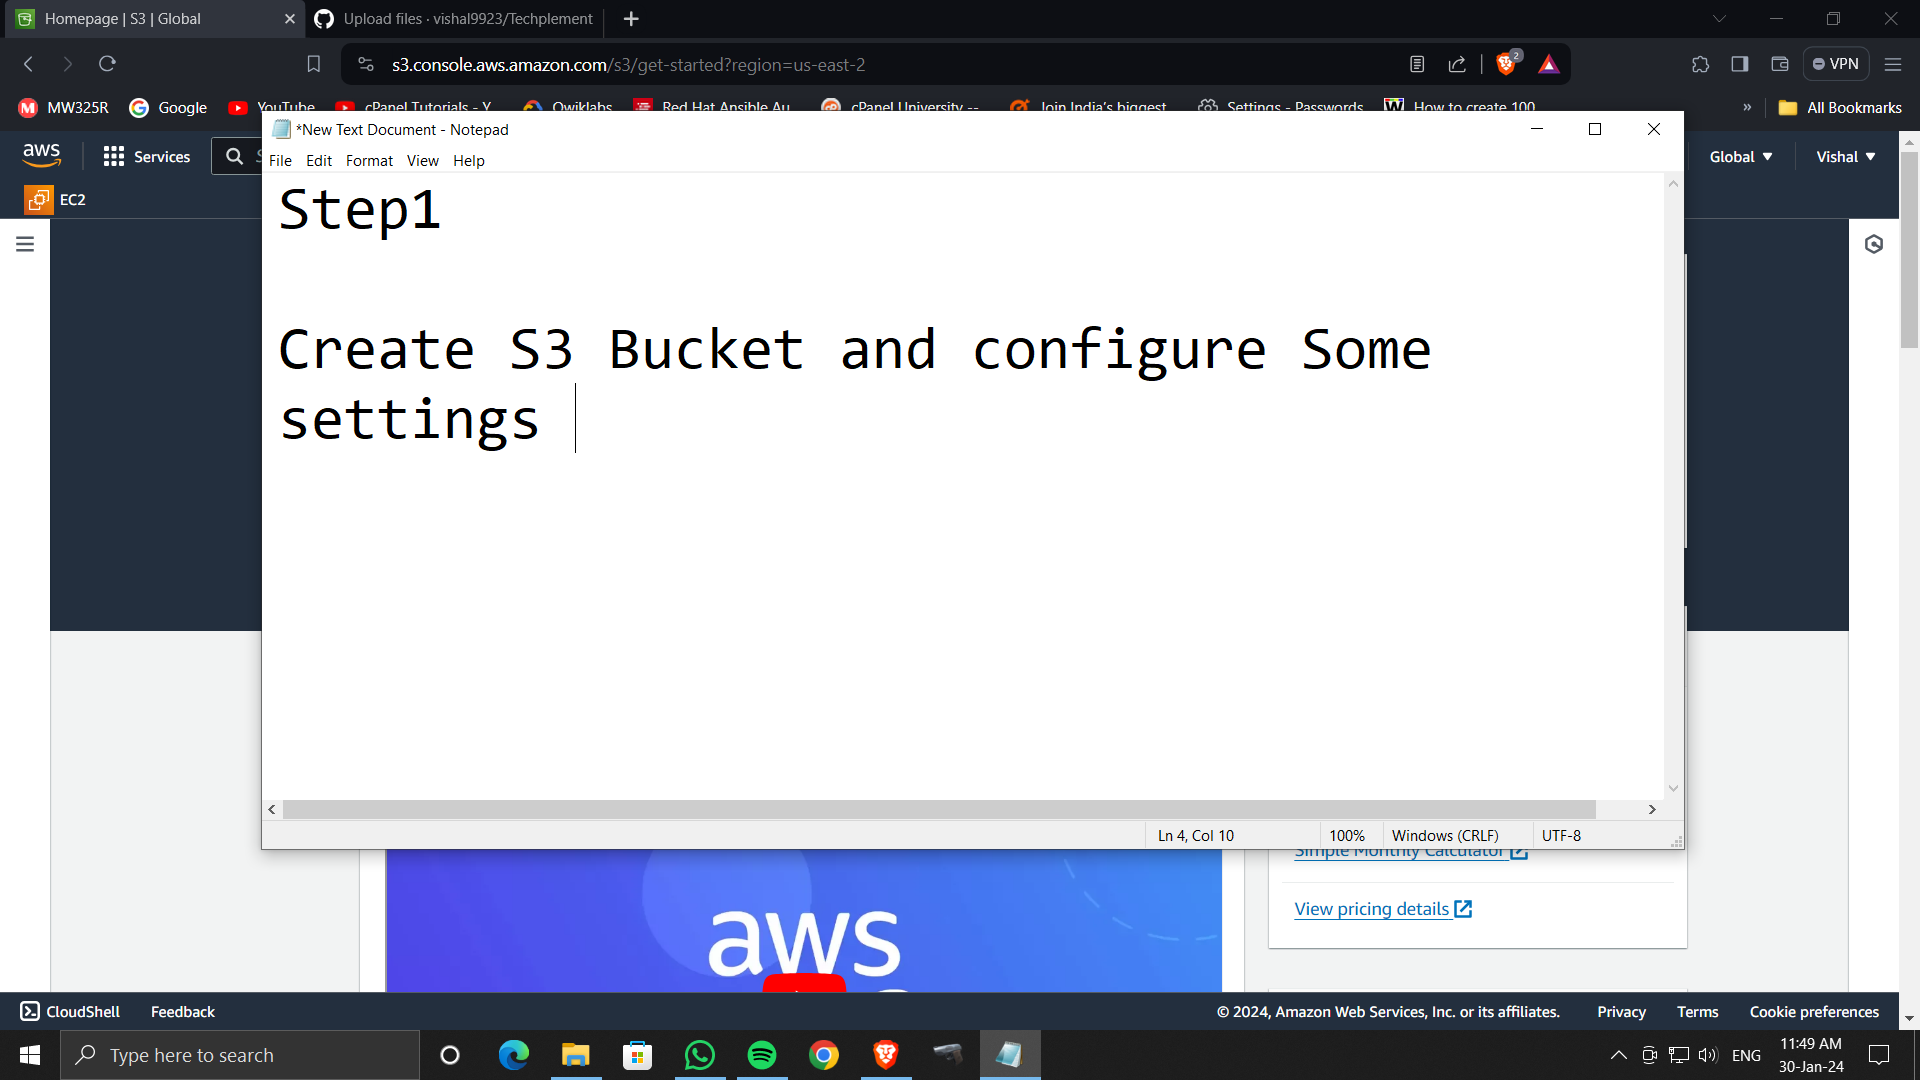 Homepage | S3 | Global
Upload files · vishal9923/Techplement
s3.console.aws.amazon.com/s3/get-started?region=us-east-2
2
VPN
MW325R
Google
YouTube
cPanel Tutorials - Y
Qwiklabs
Red Hat Ansible Au
cPanel University --
Join India's biggest
Settings - Passwords
How to create 100
»
All Bookmarks
*New Text Document - Notepad
File Edit Format View Help
aws
Services
Global
Vishal
EC2
Step1
Create S3 Bucket and configure Some
settings
Ln 4, Col 10
100%
Windows (CRLF)
UTF-8
Simple Monthly Calculator
View pricing details
aws
CloudShell
Feedback
© 2024, Amazon Web Services, Inc. or its affiliates.
Privacy
Terms
Cookie preferences
Type here to search
ENG
11:49 AM
30-Jan-24